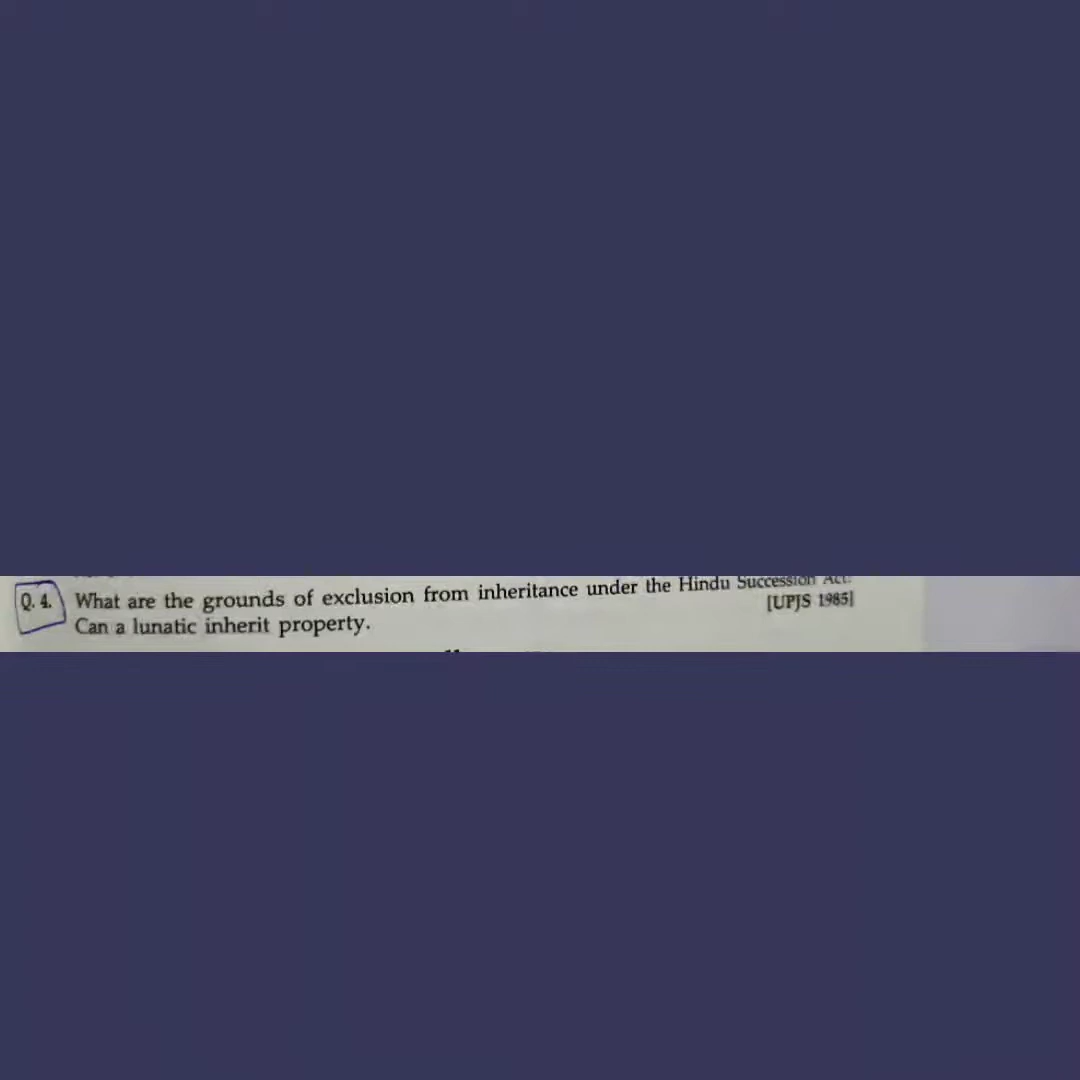 Q. 4. What are the grounds of exclusion from inheritance under the Hindu Succession Act.
[UPJS 1985]
Can a lunatic inherit property.